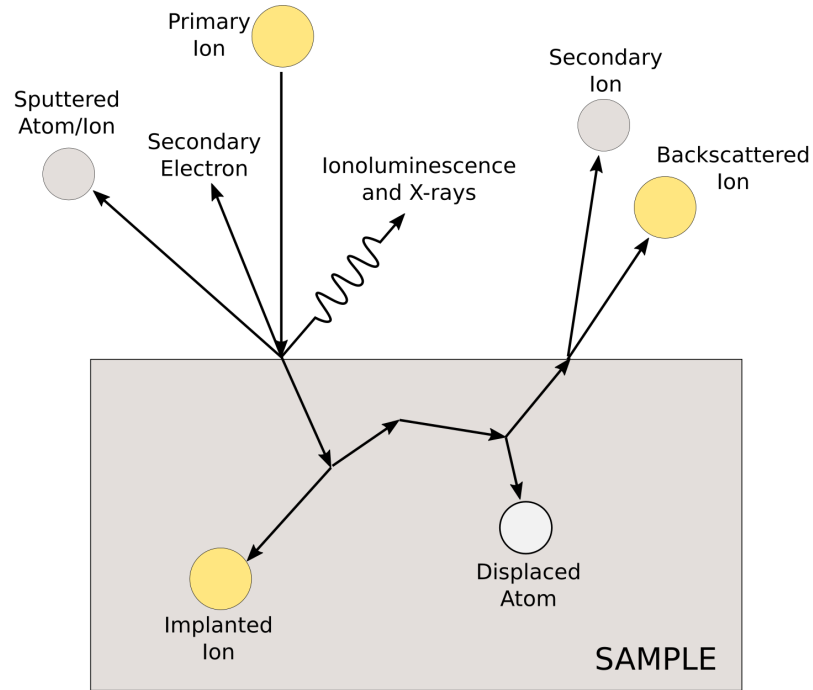 Primary
Ion
Secondary
Ion
Sputtered
Atom/Ion
Secondary
Electron
Ionoluminescence
and X-rays
Backscattered
Ion
Displaced
Atom
Implanted
Ion
SAMPLE